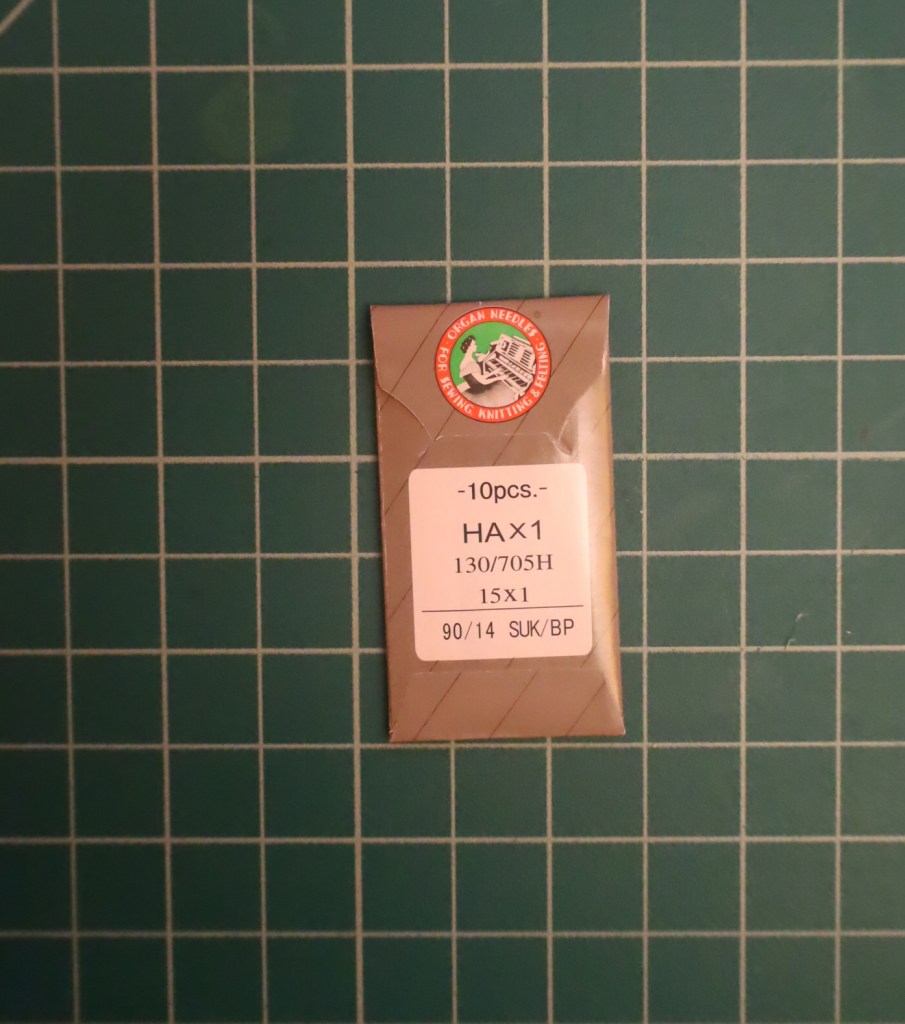 ORGAN NEEDLES
FOR SEWING KNITTING & FELTING
-10pcs.-
HA×1
130/705H
15x1
90/14 SUK/BP